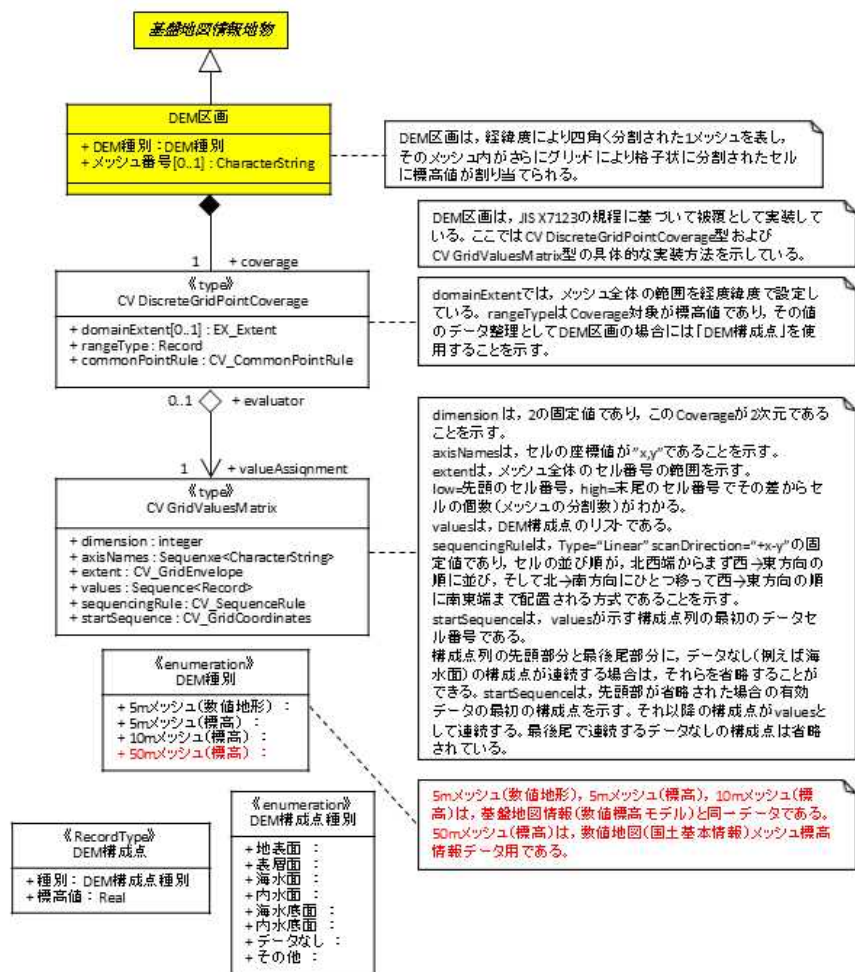 基盤地図情報地物
DEM区画
+ DEM種別：DEM種別
+ メッシュ番号[0..1] : CharacterString
DEM区画は，経緯度により四角く分割された1メッシュを表し，
そのメッシュ内がさらにグリッドにより格子状に分割されたセル
に標高値が割り当てられる。
DEM区画は，JIS X7123の規程に基づいて被覆として実装して
いる。ここではCV DiscreteGridPointCoverage型および
CV GridValuesMatrix型の具体的な実装方法を示している。
1 + coverage
《type》
CV DiscreteGridPointCoverage
+ domainExtent[0..1] : EX_Extent
+ rangeType : Record
+ commonPointRule : CV_CommonPointRule
domainExtentでは，メッシュ全体の範囲を経度緯度で設定し
ている。rangeTypeはCoverage対象が標高値であり，その値
のデータ整理としてDEM区画の場合には「DEM構成点」を使
用することを示す。
0..1 + evaluator
1 + valueAssignment
《type》
CV GridValuesMatrix
+ dimension : integer
+ axisNames : Sequenxe<CharacterString>
+ extent : CV_GridEnvelope
+ values : Sequence<Record>
+ sequencingRule : CV_SequenceRule
+ startSequence : CV_GridCoordinates
dimension は，2の固定値であり，このCoverageが2次元である
ことを示す。
axisNamesは，セルの座標値が"x,y"であることを示す。
extentは，メッシュ全体のセル番号の範囲を示す。
low=先頭のセル番号，high=末尾のセル番号でその差からセ
ルの個数（メッシュの分割数）がわかる。
valuesは，DEM構成点のリストである。
sequencingRuleは，Type="Linear" scanDrirection="+x-y"の固
定値であり，セルの並び順が，北西端からまず西→東方向の
順に並び，そして北→南方向にひとつ移って西→東方向の順
に南東端まで配置される方式であることを示す。
startSequenceは，valuesが示す構成点列の最初のデータセ
ル番号である。
構成点列の先頭部分と最後尾部分に，データなし（例えば海
水面）の構成点が連続する場合は，それらを省略することが
できる。startSequenceは，先頭部が省略された場合の有効
データの最初の構成点を示す。それ以降の構成点がvaluesと
して連続する。最後尾で連続するデータなしの構成点は省略
されている。
《enumeration》
DEM種別
+ 5mメッシュ（数値地形）：
+ 5mメッシュ（標高）：
+ 10mメッシュ（標高）：
+ 50mメッシュ（標高）：
5mメッシュ（数値地形），5mメッシュ（標高），10mメッシュ（標
高）は，基盤地図情報（数値標高モデル）と同一データである。
50mメッシュ（標高）は，数値地図（国土基本情報）メッシュ標高
情報データ用である。
《RecordType》
DEM構成点
+ 種別：DEM構成点種別
+ 標高値：Real
《enumeration》
DEM構成点種別
+ 地表面 ：
+ 表層面 ：
+ 海水面 ：
+ 内水面 ：
+ 海水底面 ：
+ 内水底面 ：
+ データなし ：
+ その他 ：